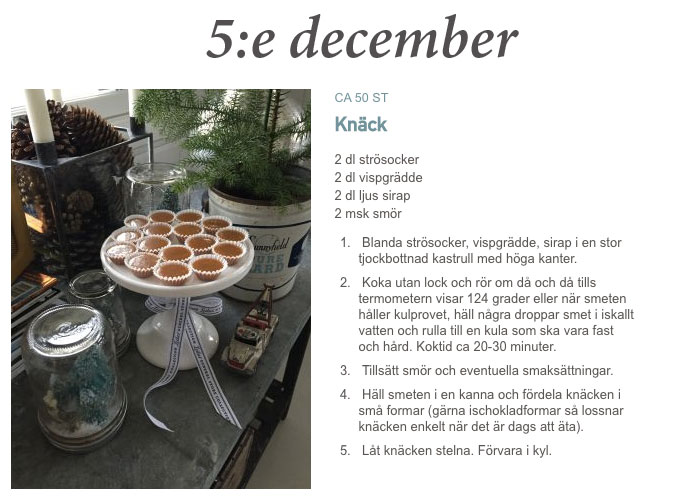 5:e december
CA 50 ST
Knäck
2 dl strösocker
2 dl vispgrädde
2 dl ljus sirap
2 msk smör
1. Blanda strösocker, vispgrädde, sirap i en stor
tjockbottnad kastrull med höga kanter.
2. Koka utan lock och rör om då och då tills
termometern visar 124 grader eller när smeten
håller kulprovet, häll några droppar smet i iskallt
vatten och rulla till en kula som ska vara fast
och hård. Koktid ca 20-30 minuter.
3. Tillsätt smör och eventuella smaksättningar.
4. Häll smeten i en kanna och fördela knäcken i
små formar (gärna ischokladformar så lossnar
knäcken enkelt när det är dags att äta).
5. Låt knäcken stelna. Förvara i kyl.
Sunnyfield
PURE
LARD